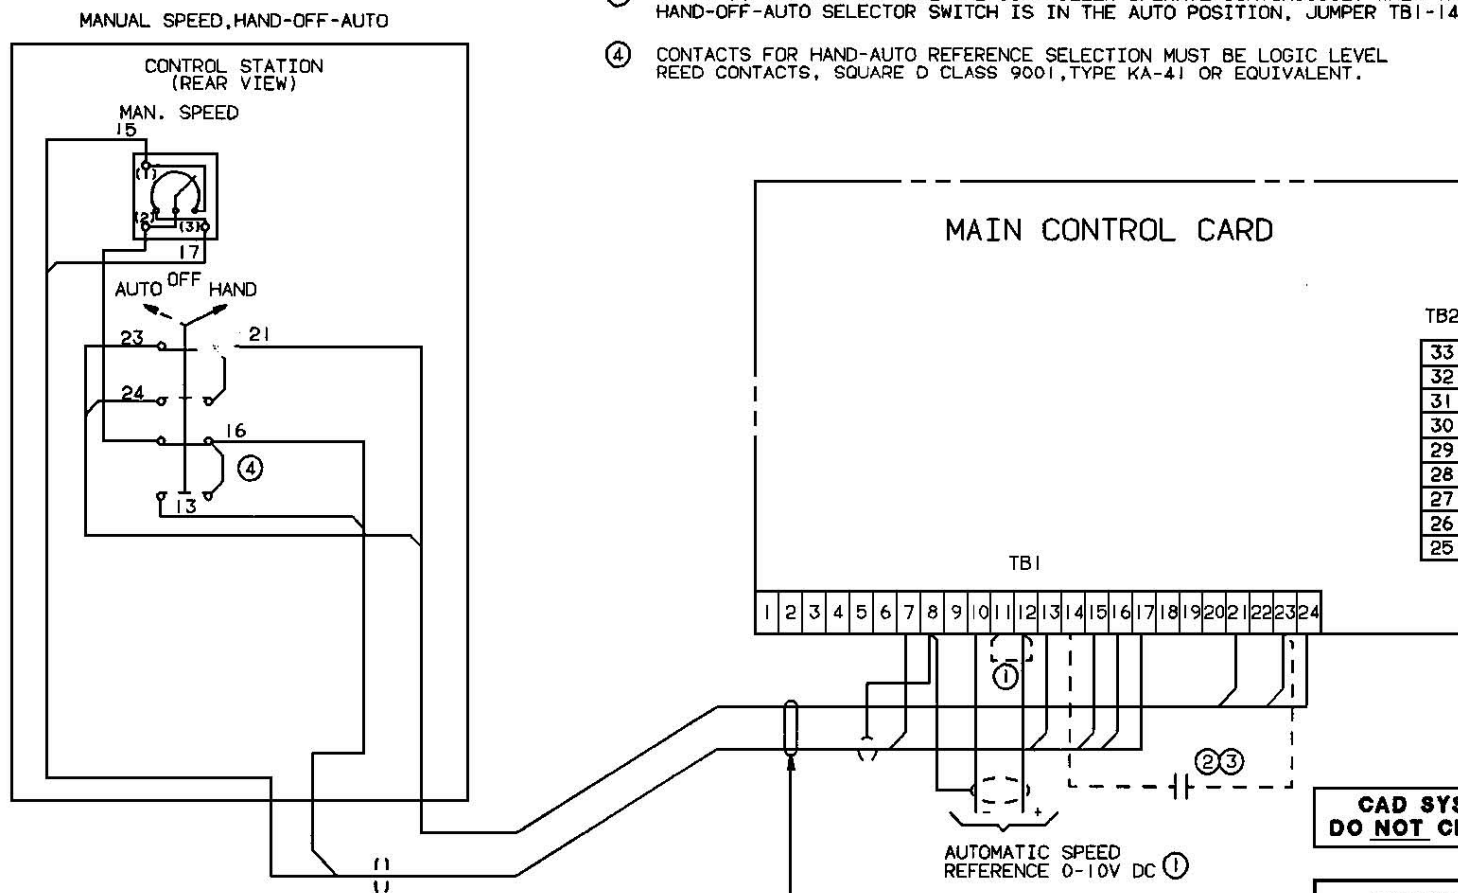 MANUAL SPEED,HAND-OFF-AUTO
HAND-OFF-AUTO SELECTOR SWITCH IS IN THE AUTO POSITION, JUMPER TB1-14
④ CONTACTS FOR HAND-AUTO REFERENCE SELECTION MUST BE LOGIC LEVEL
REED CONTACTS, SQUARE D CLASS 9001,TYPE KA-41 OR EQUIVALENT.
CONTROL STATION
(REAR VIEW)
MAN. SPEED
15
(1)
(2)
(3)
17
AUTO OFF HAND
23
21
24
16
④
13
MAIN CONTROL CARD
TB2
33
32
31
30
29
28
27
26
25
TB1
1 2 3 4 5 6 7 8 9 10 11 12 13 14 15 16 17 18 19 20 21 22 23 24
①
②③
- +
AUTOMATIC SPEED
REFERENCE 0-10V DC ①
CAD
DO NOT